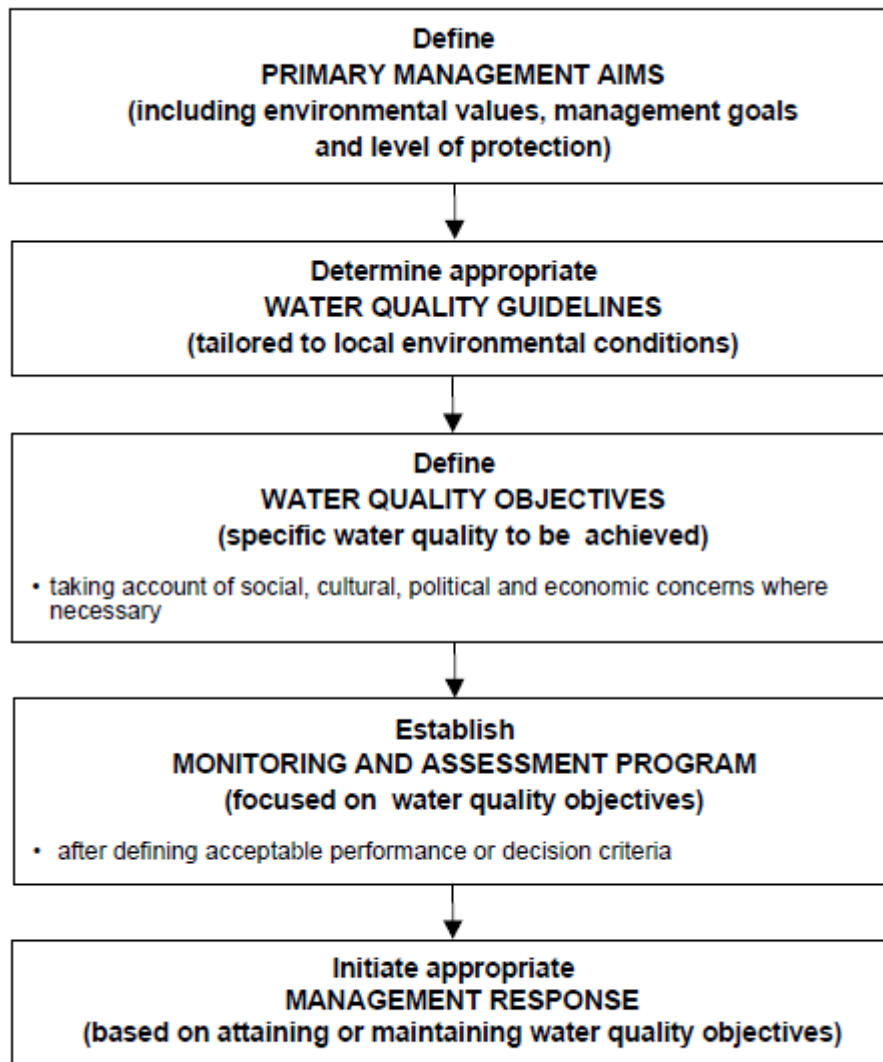 Define
PRIMARY MANAGEMENT AIMS
(including environmental values, management goals
and level of protection)
Determine appropriate
WATER QUALITY GUIDELINES
(tailored to local environmental conditions)
Define
WATER QUALITY OBJECTIVES
(specific water quality to be achieved)
• taking account of social, cultural, political and economic concerns where
necessary
Establish
MONITORING AND ASSESSMENT PROGRAM
(focused on water quality objectives)
• after defining acceptable performance or decision criteria
Initiate appropriate
MANAGEMENT RESPONSE
(based on attaining or maintaining water quality objectives)